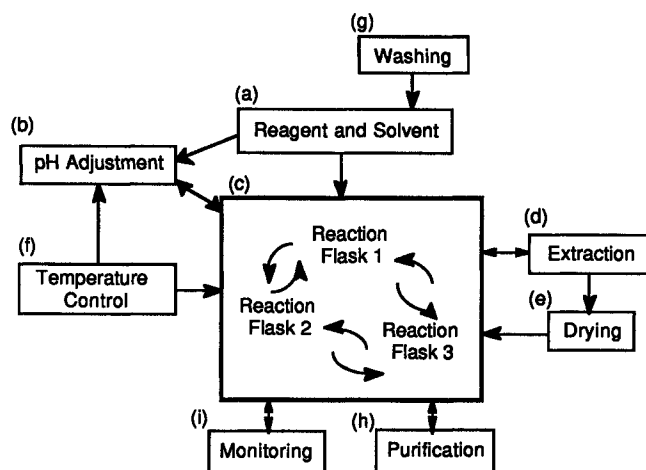 (g)
Washing
(a)
Reagent and Solvent
(b)
pH Adjustment
(c)
Reaction
Flask 1
Reaction
Flask 2
Reaction
Flask 3
(d)
Extraction
(e)
Drying
(f)
Temperature
Control
(i)
Monitoring
(h)
Purification